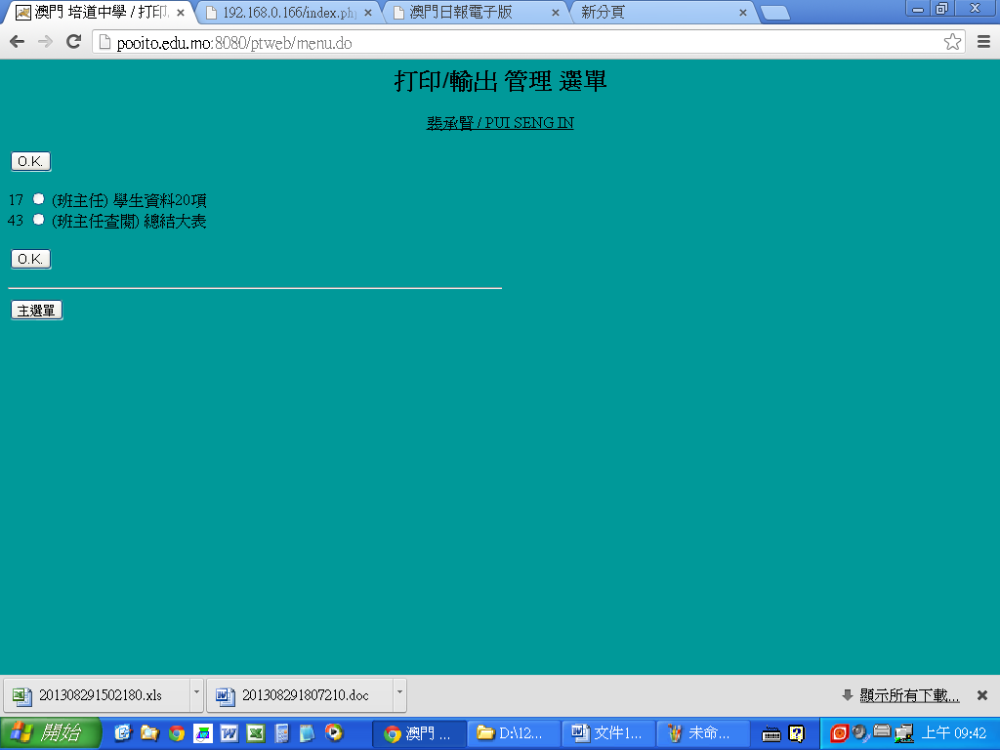 澳門 培道中學 / 打印
192.168.0.166/index.ph
澳門日報電子版
新分頁
pooito.edu.mo:8080/ptweb/menu.do
打印/輸出 管理 選單
裴承賢 / PUI SENG IN
O.K.
17 (班主任) 學生資料20項
43 (班主任查閱) 總結大表
O.K.
主選單
201308291502180.xls
201308291807210.doc
顯示所有下載...
開始
澳門 ...
D:\12...
文件1...
未命...
上午 09:42